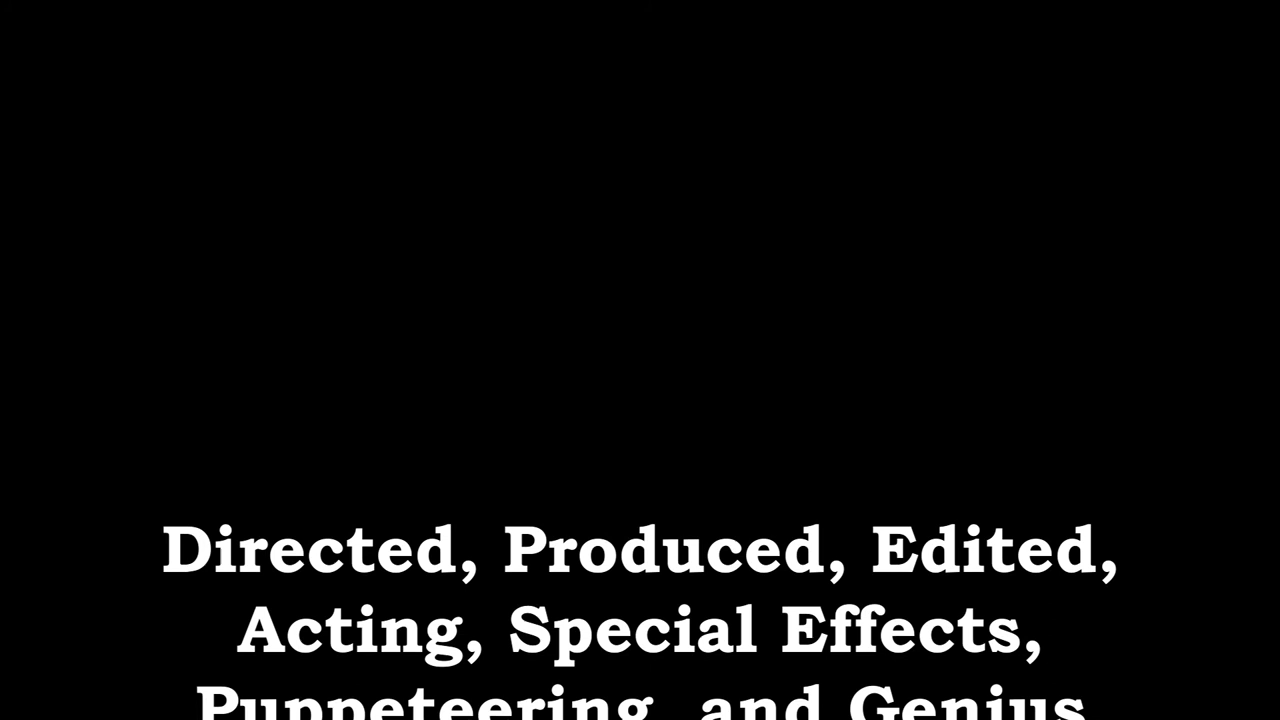 Directed, Produced, Edited,
Acting, Special Effects,
Puppeteering, and Genius